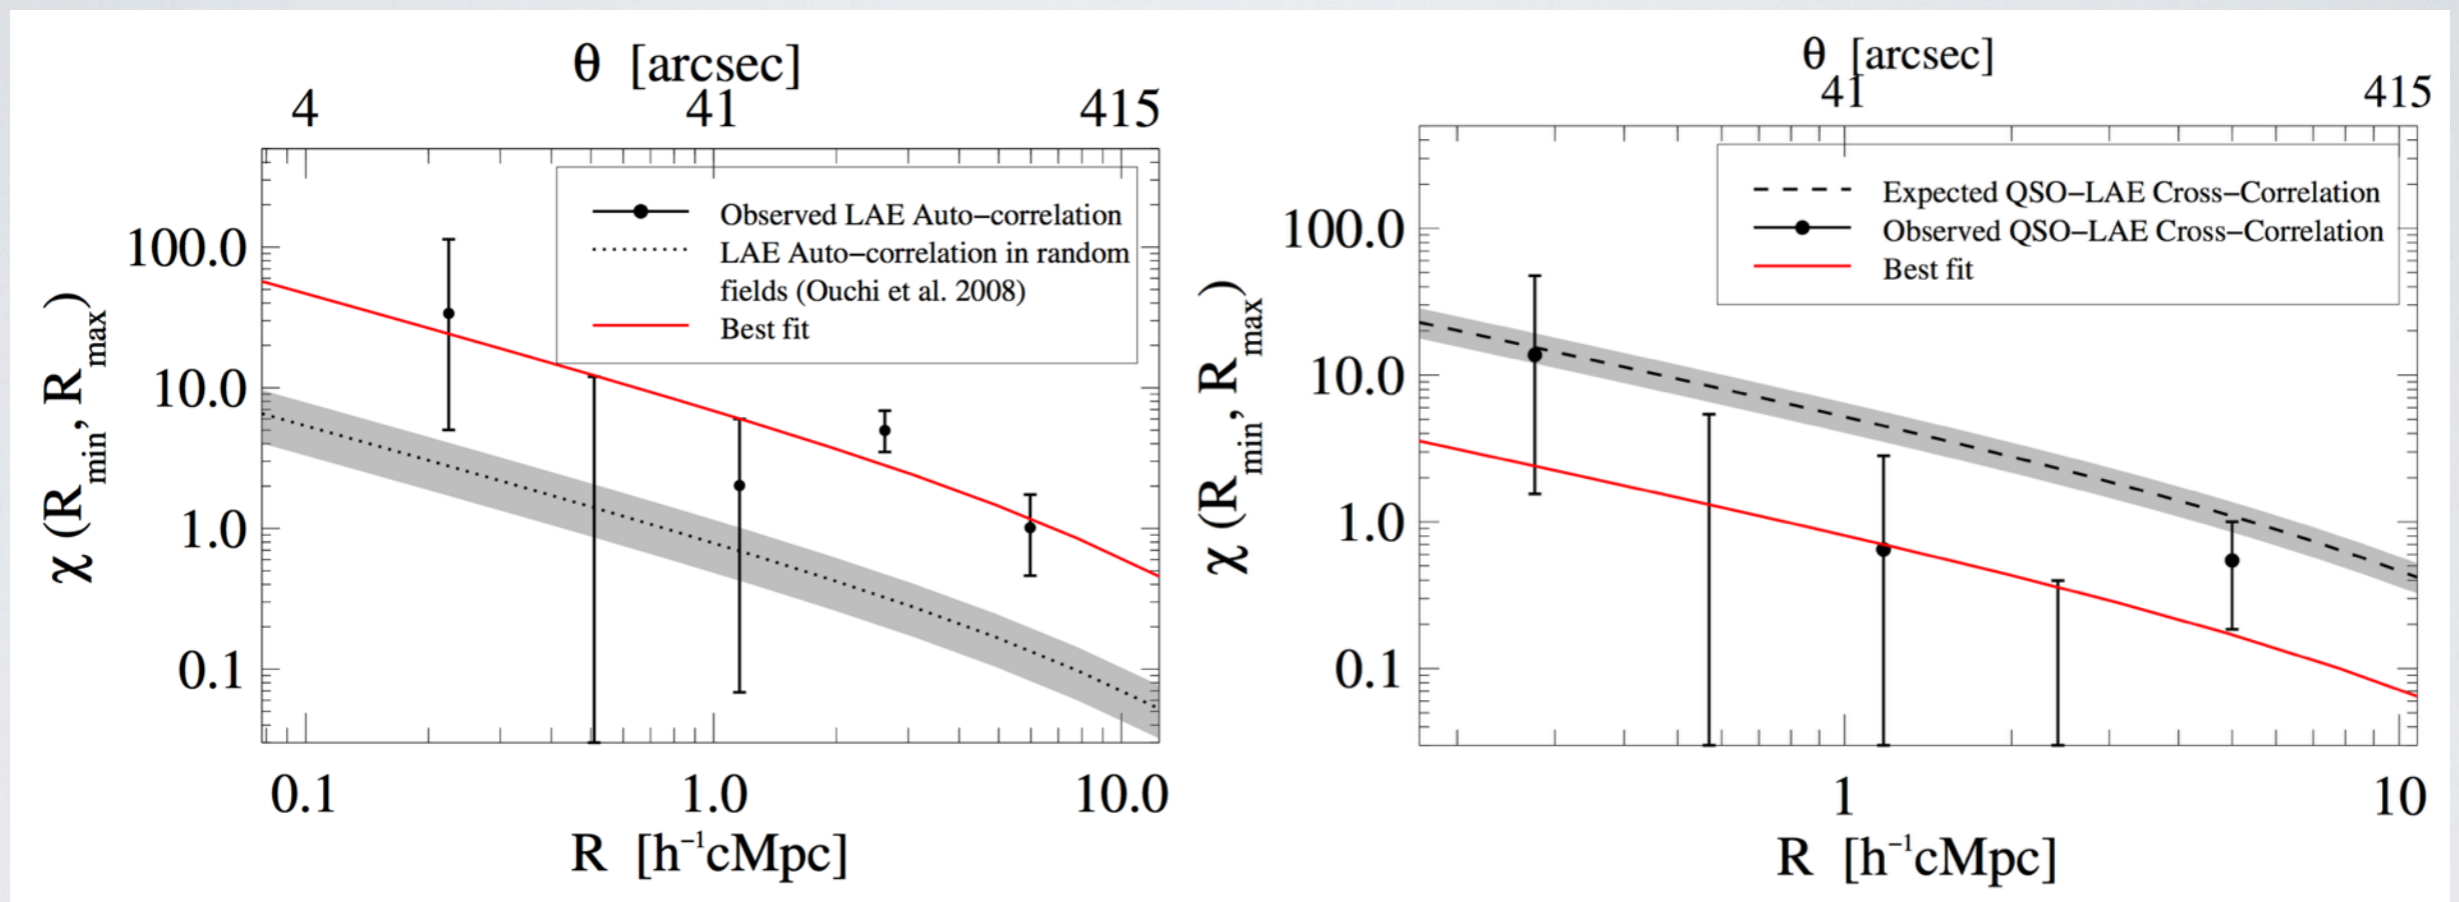 θ [arcsec]
4 41 415
100.0
10.0
1.0
0.1
χ (Rmin, Rmax)
Observed LAE Auto−correlation
LAE Auto−correlation in random
fields (Ouchi et al. 2008)
Best fit
0.1 1.0 10.0
R [h⁻¹cMpc]
θ [arcsec]
41 415
100.0
10.0
1.0
0.1
χ (Rmin, Rmax)
Expected QSO−LAE Cross−Correlation
Observed QSO−LAE Cross−Correlation
Best fit
1 10
R [h⁻¹cMpc]